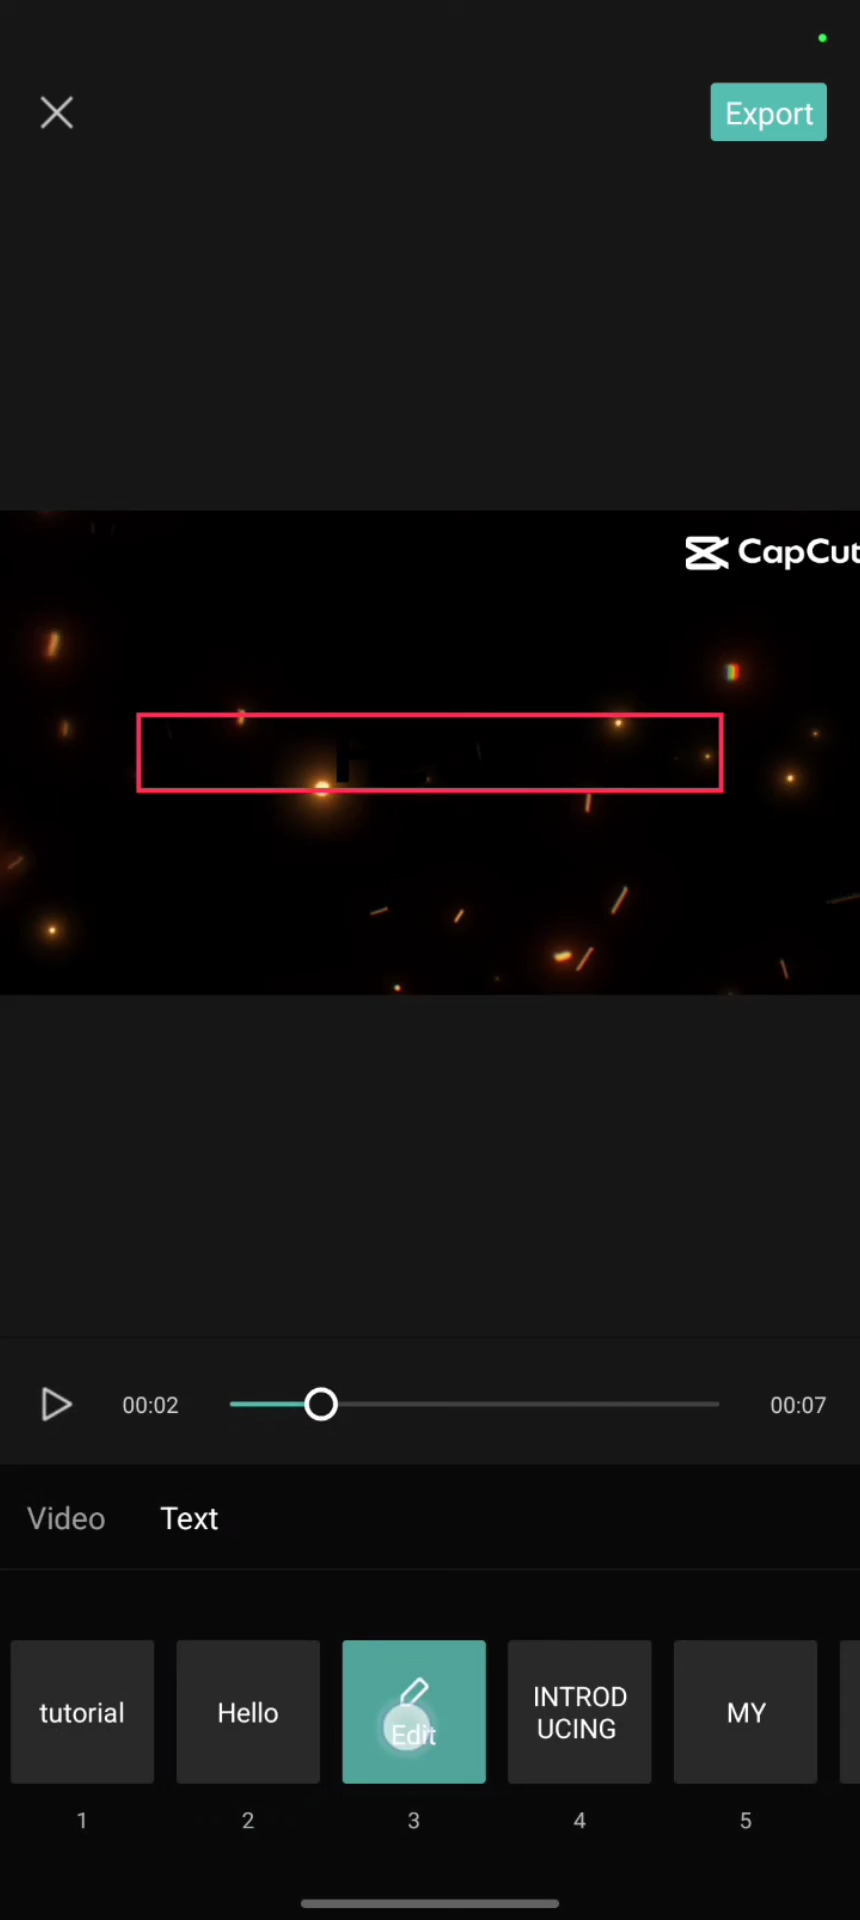 Export
CapCut
00:02
00:07
Video
Text
tutorial
Hello
Edit
INTROD
UCING
MY
1
2
3
4
5